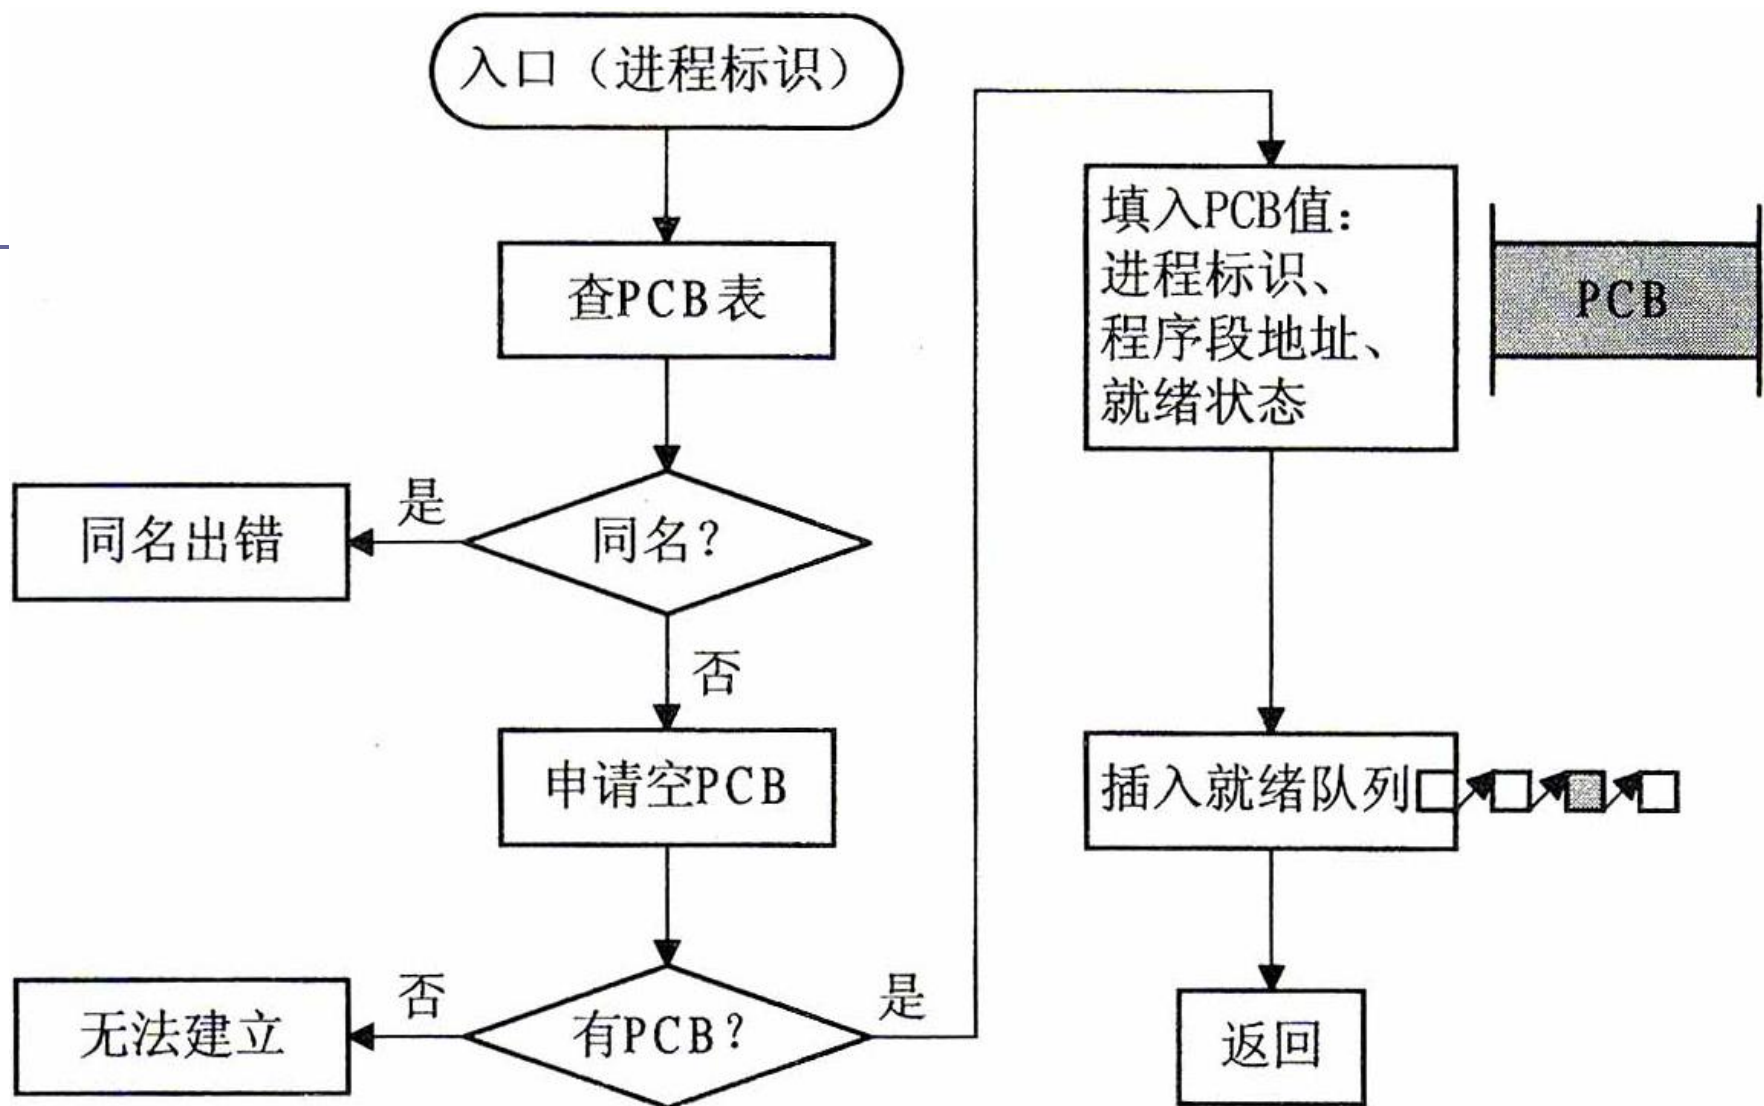 入口（进程标识）
查PCB表
同名？
是
同名出错
否
申请空PCB
有PCB？
否
无法建立
是
填入PCB值：
进程标识、
程序段地址、
就绪状态
PCB
插入就绪队列
返回